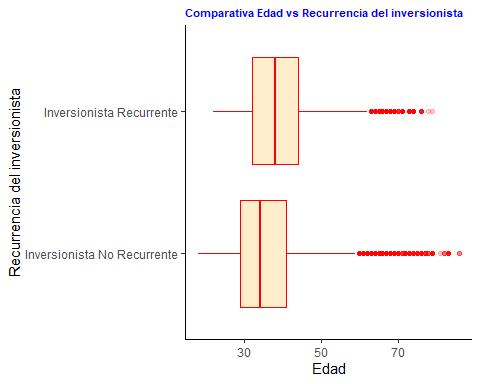 Comparativa Edad vs Recurrencia del inversionista
Recurrencia del inversionista
Inversionista Recurrente
Inversionista No Recurrente
30 50 70
Edad